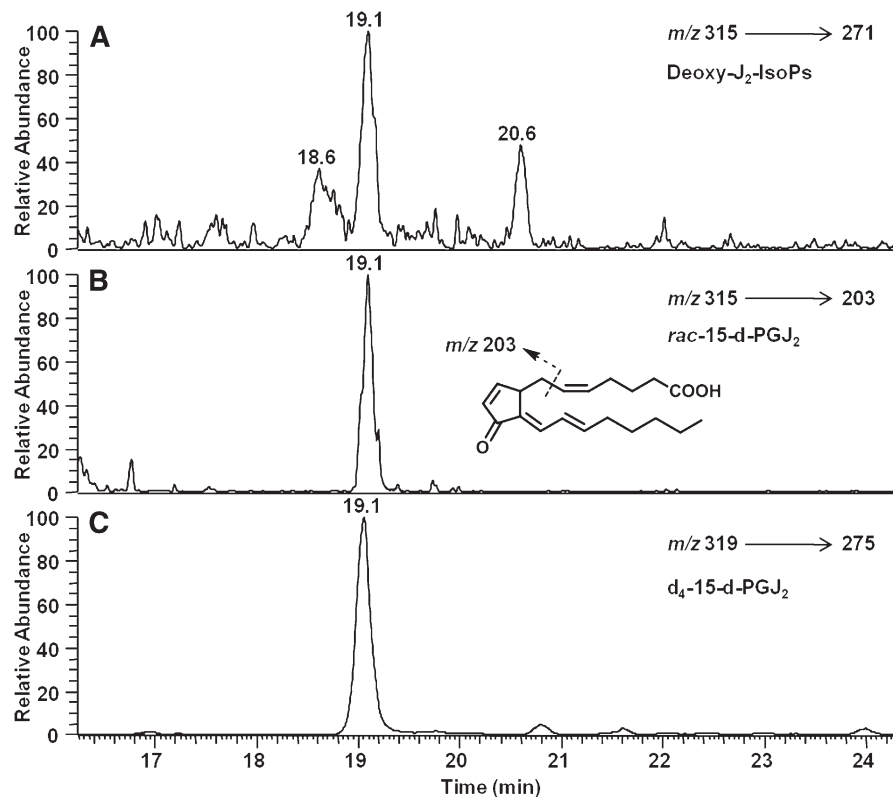 A
Relative Abundance
100
80
60
40
20
0
18.6
19.1
20.6
m/z 315 → 271
Deoxy-J₂-IsoPs
B
Relative Abundance
100
80
60
40
20
0
19.1
m/z 315 → 203
rac-15-d-PGJ₂
m/z 203
COOH
O
C
Relative Abundance
100
80
60
40
20
0
19.1
m/z 319 → 275
d₄-15-d-PGJ₂
17 18 19 20 21 22 23 24
Time (min)